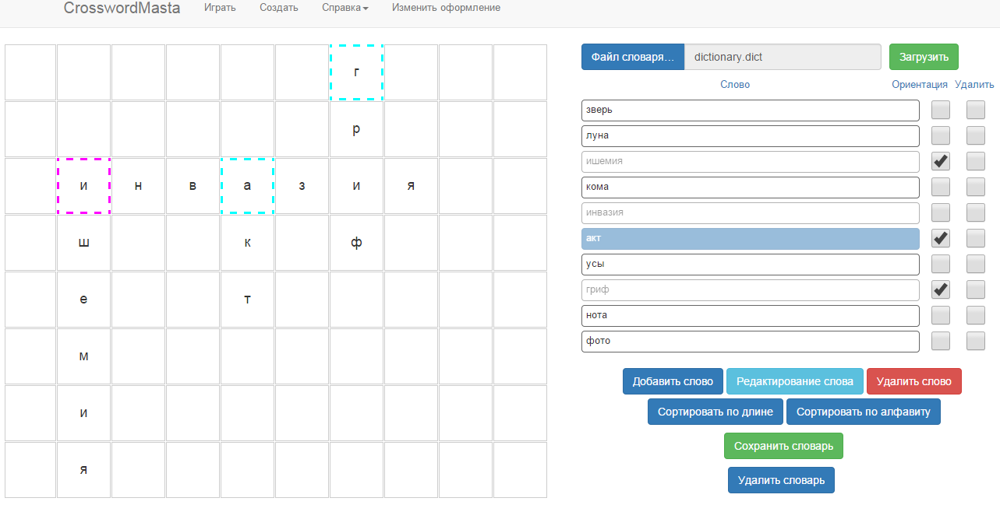 CrosswordMasta Играть Создать Справка Изменить оформление
г
р
и н в а з и я
ш к ф
е т
м
и
я
Файл словаря... dictionary.dict Загрузить
Слово Ориентация Удалить
зверь
луна
ишемия
кома
инвазия
акт
усы
гриф
нота
фото
Добавить слово Редактирование слова Удалить слово
Сортировать по длине Сортировать по алфавиту
Сохранить словарь
Удалить словарь